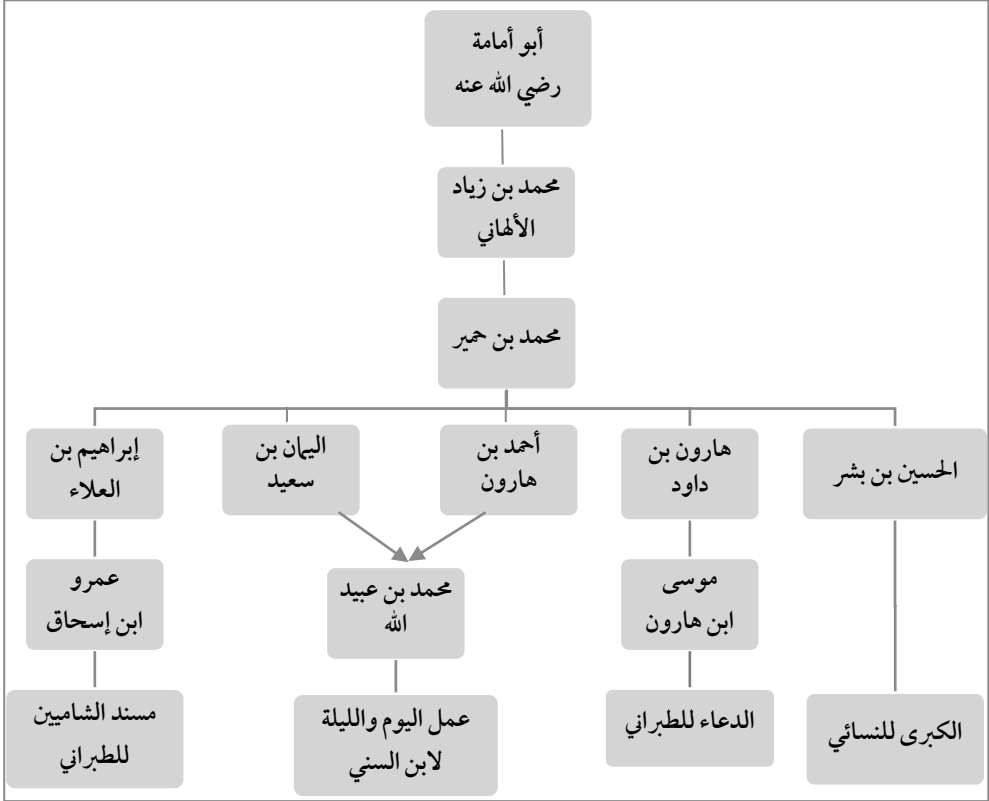 أبو أمامة
رضي الله عنه
محمد بن زياد
الألهاني
محمد بن حمير
الحسين بن بشر
هارون بن
داود
أحمد بن
هارون
اليمان بن
سعيد
إبراهيم بن
العلاء
موسى
ابن هارون
محمد بن عبيد
الله
عمرو
ابن إسحاق
الكبرى للنسائي
الدعاء للطبراني
عمل اليوم والليلة
لابن السني
مسند الشاميين
للطبراني